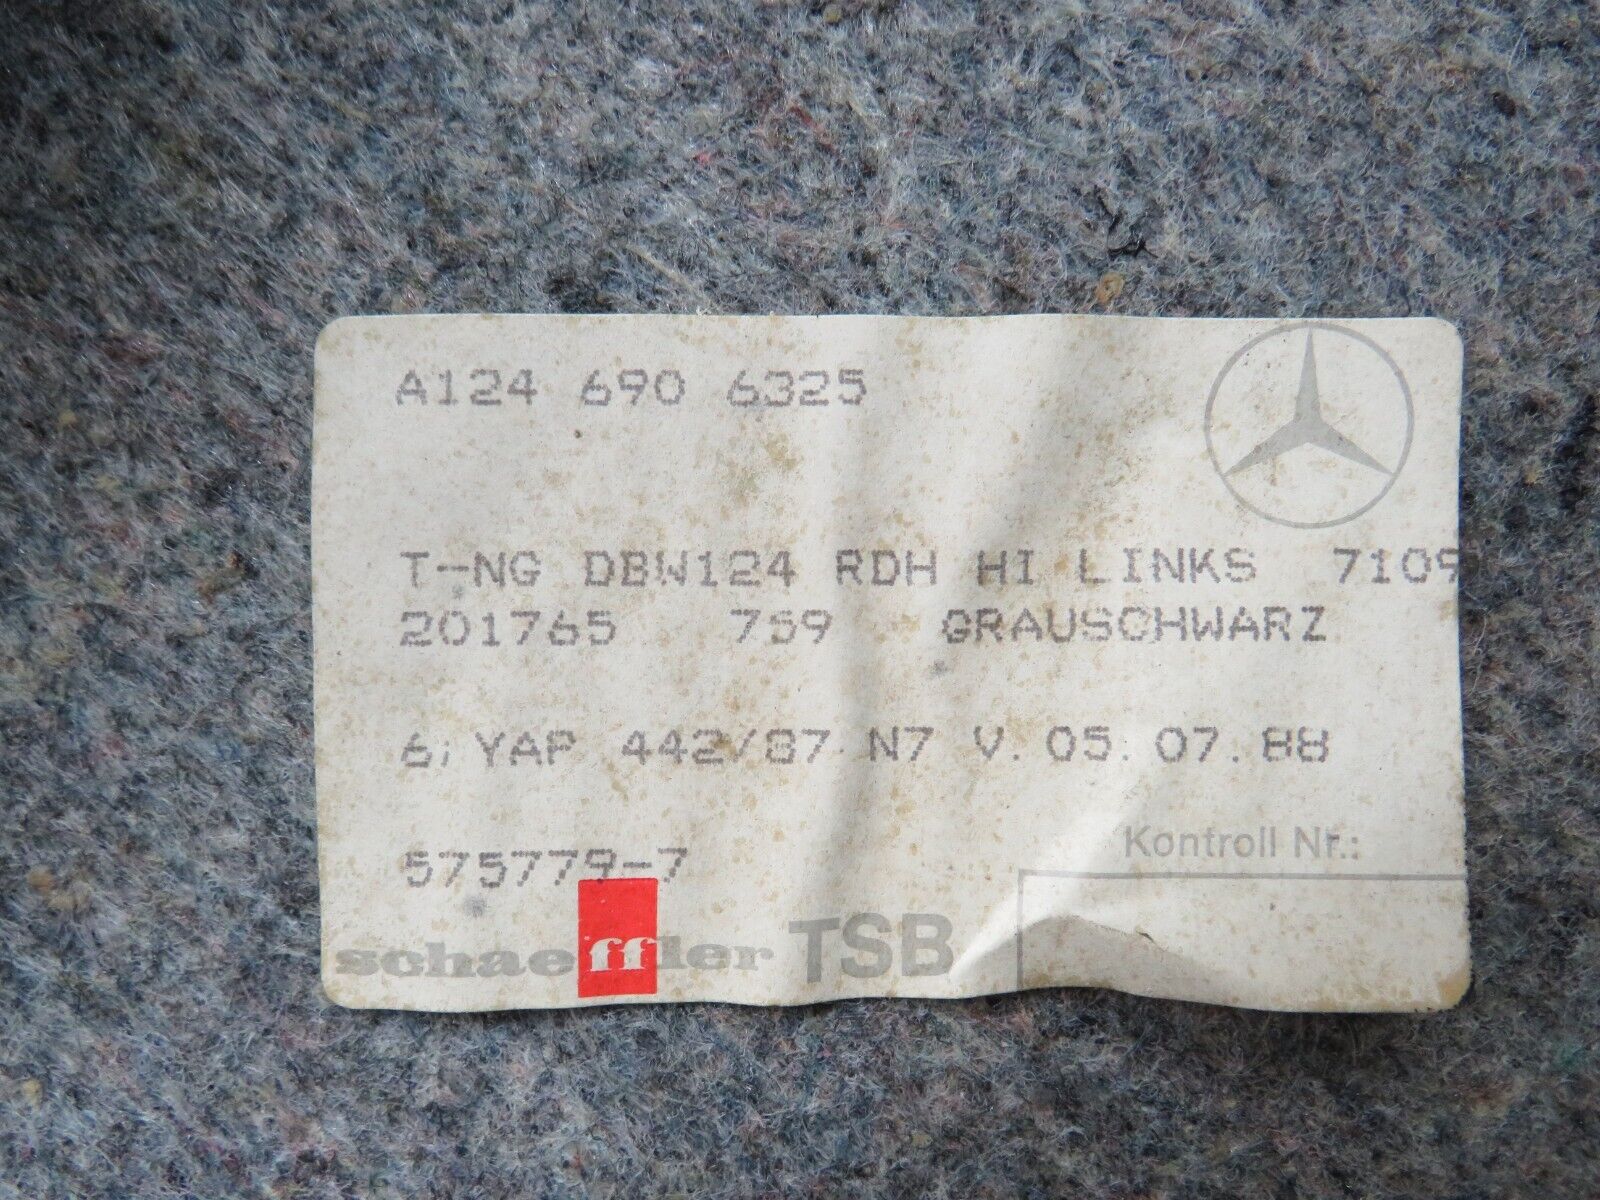 A124 690 6325
T-NG DBW124 RDH HI LINKS 7109
201765 759 GRAUSCHWARZ
6; YAP 442/87 N7 V. 05. 07. 88
575779-7
Kontroll Nr.:
schaeffler TSB